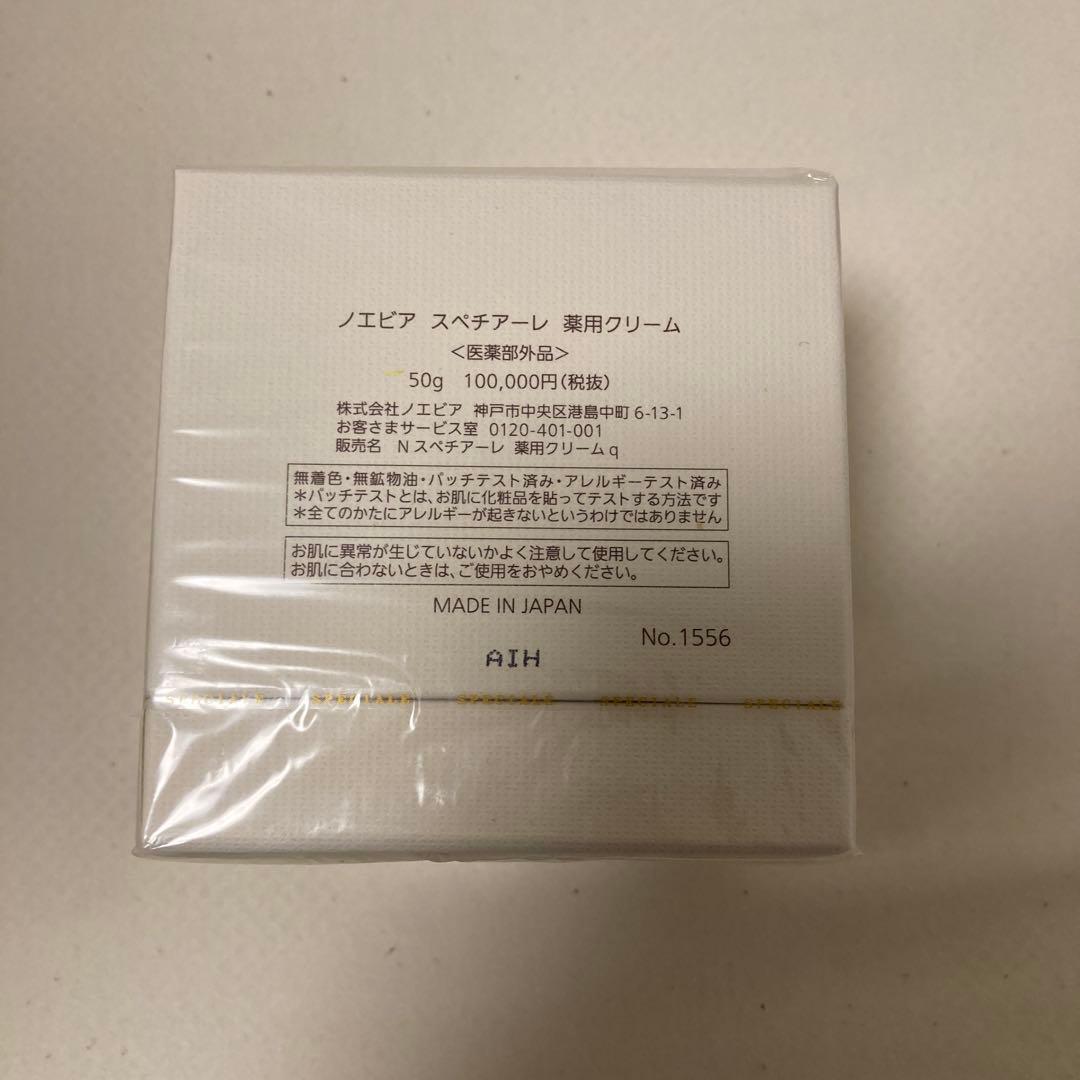 ノエビア スペチアーレ 薬用クリーム
＜医薬部外品＞
50g 100,000円(税抜)
株式会社ノエビア 神戸市中央区港島中町 6-13-1
お客さまサービス室 0120-401-001
販売名 N スペチアーレ 薬用クリーム q
無着色・無鉱物油・パッチテスト済み・アレルギーテスト済み
＊パッチテストとは、お肌に化粧品を貼ってテストする方法です
＊全てのかたにアレルギーが起きないというわけではありません
お肌に異常が生じていないかよく注意して使用してください。
お肌に合わないときは、ご使用をおやめください。
MADE IN JAPAN
No.1556
AIH
SPECIALE SPECIALE SPECIALE SPECIALE SPECIALE